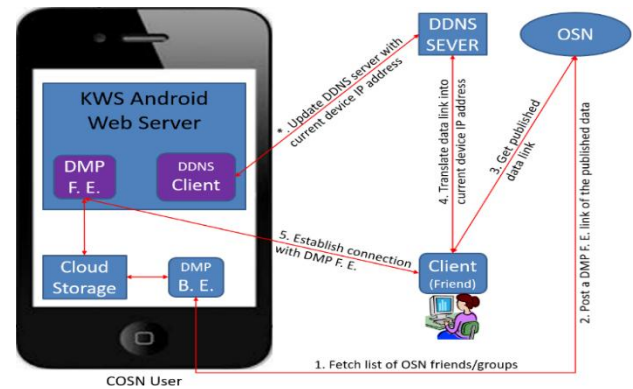 KWS Android
Web Server
DMP
F. E.
DDNS
Client
Cloud
Storage
DMP
B. E.
COSN User
DDNS
SEVER
OSN
*. Update DDNS server with
current device IP address
4. Translate data link into
current device IP address
3. Get published
data link
2. Post a DMP F. E. link of the published data
5. Establish connection
with DMP F. E.
Client
(Friend)
1. Fetch list of OSN friends/groups